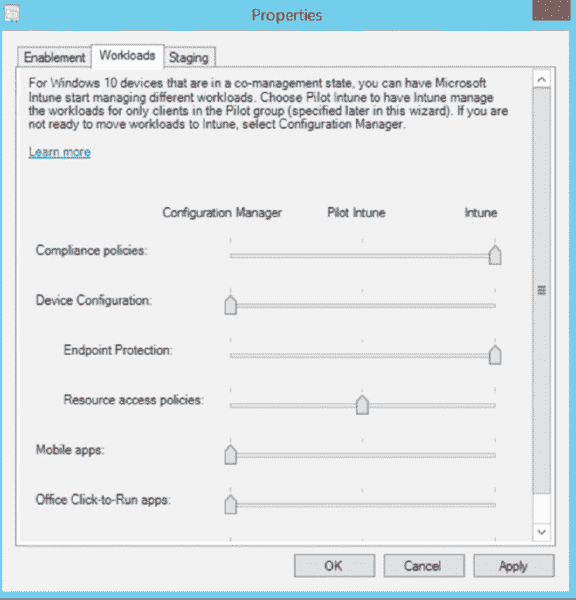 Properties
Enablement Workloads Staging
For Windows 10 devices that are in a co-management state, you can have Microsoft
Intune start managing different workloads. Choose Pilot Intune to have Intune manage
the workloads for only clients in the Pilot group (specified later in this wizard). If you are
not ready to move workloads to Intune, select Configuration Manager.
Learn more
Configuration Manager Pilot Intune Intune
Compliance policies:
Device Configuration:
Endpoint Protection:
Resource access policies:
Mobile apps:
Office Click-to-Run apps:
OK Cancel Apply